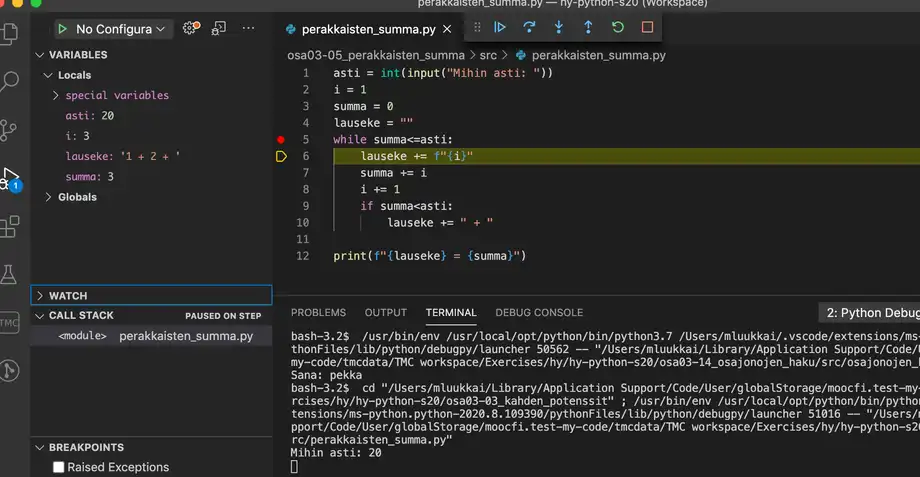 perakkaisten_summa.py — hy-python-s20 (Workspace)
No Configura
perakkaisten_summa.py
osa03-05_perakkaisten_summa > src > perakkaisten_summa.py
VARIABLES
Locals
special variables
asti: 20
i: 3
lauseke: '1 + 2 + '
summa: 3
Globals
WATCH
CALL STACK PAUSED ON STEP
<module> perakkaisten_summa.py
BREAKPOINTS
Raised Exceptions
1
TMC
1 asti = int(input("Mihin asti: "))
2 i = 1
3 summa = 0
4 lauseke = ""
5 while summa<=asti:
6 lauseke += f"{i}"
7 summa += i
8 i += 1
9 if summa<asti:
10 lauseke += " + "
11
12 print(f"{lauseke} = {summa}")
PROBLEMS OUTPUT TERMINAL DEBUG CONSOLE 2: Python Debug
bash-3.2$ /usr/bin/env /usr/local/opt/python/bin/python3.7 /Users/mluukkai/.vscode/extensions/ms-
thonFiles/lib/python/debugpy/launcher 50562 -- "/Users/mluukkai/Library/Application Support/Code/U
my-code/tmcdata/TMC workspace/Exercises/hy/hy-python-s20/osa03-14_osajonojen_haku/src/osajonojen_h
Sana: pekka
bash-3.2$ cd "/Users/mluukkai/Library/Application Support/Code/User/globalStorage/moocfi.test-my-
rcises/hy/hy-python-s20/osa03-03_kahden_potenssit" ; /usr/bin/env /usr/local/opt/python/bin/python
tensions/ms-python.python-2020.8.109390/pythonFiles/lib/python/debugpy/launcher 51016 -- "/Users/m
pport/Code/User/globalStorage/moocfi.test-my-code/tmcdata/TMC workspace/Exercises/hy/hy-python-s20
rc/perakkaisten_summa.py"
Mihin asti: 20